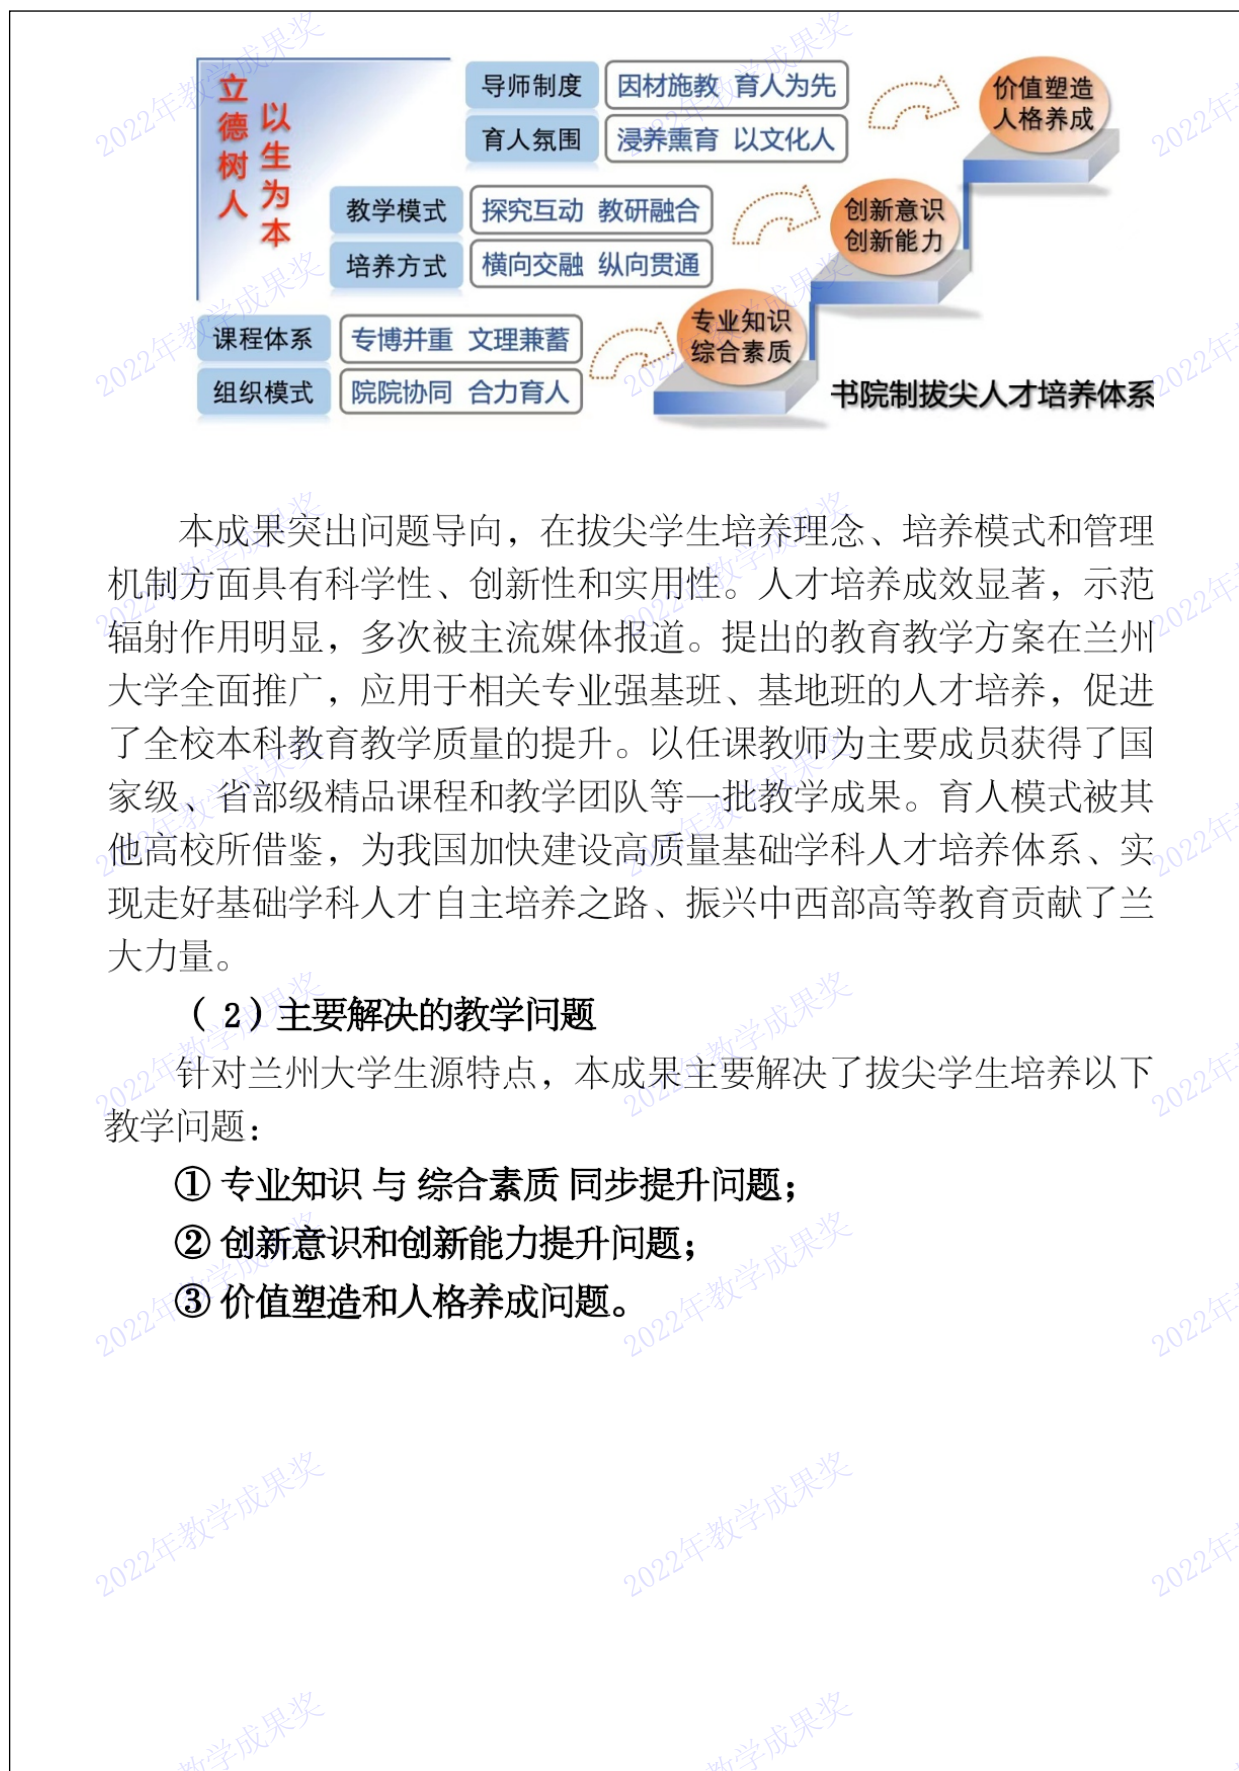 立德树人
以生为本
导师制度 因材施教 育人为先
育人氛围 浸养熏育 以文化人
价值塑造
人格养成
教学模式 探究互动 教研融合
培养方式 横向交融 纵向贯通
创新意识
创新能力
课程体系 专博并重 文理兼蓄
组织模式 院院协同 合力育人
专业知识
综合素质
书院制拔尖人才培养体系
本成果突出问题导向，在拔尖学生培养理念、培养模式和管理
机制方面具有科学性、创新性和实用性。人才培养成效显著，示范
辐射作用明显，多次被主流媒体报道。提出的教育教学方案在兰州
大学全面推广，应用于相关专业强基班、基地班的人才培养，促进
了全校本科教育教学质量的提升。以任课教师为主要成员获得了国
家级、省部级精品课程和教学团队等一批教学成果。育人模式被其
他高校所借鉴，为我国加快建设高质量基础学科人才培养体系、实
现走好基础学科人才自主培养之路、振兴中西部高等教育贡献了兰
大力量。
（2）主要解决的教学问题
针对兰州大学生源特点，本成果主要解决了拔尖学生培养以下
教学问题：
① 专业知识 与 综合素质 同步提升问题；
② 创新意识和创新能力提升问题；
③ 价值塑造和人格养成问题。
2022年教学成果奖